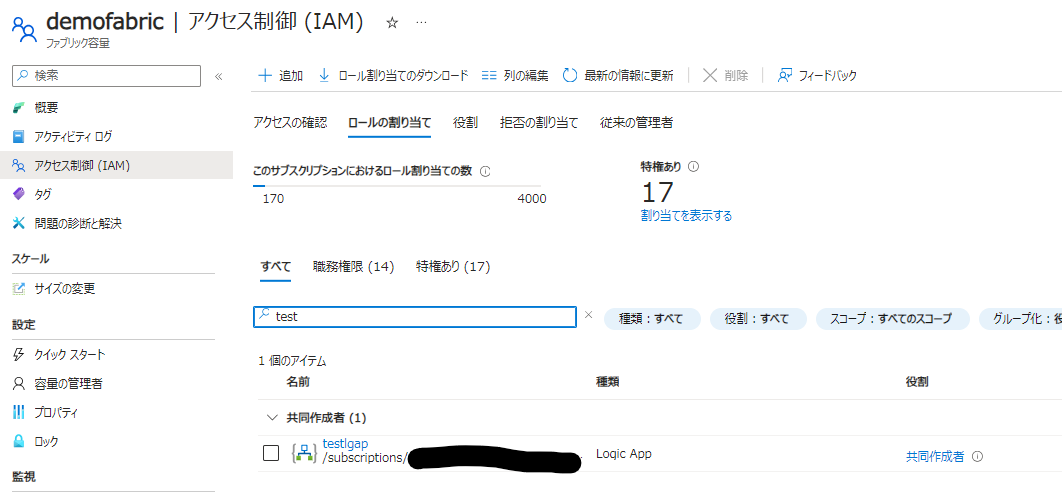 demofabric | アクセス制御 (IAM) ☆ …
ファブリック容量
検索 «
概要
アクティビティ ログ
アクセス制御 (IAM)
タグ
問題の診断と解決
スケール
サイズの変更
設定
クイック スタート
容量の管理者
プロパティ
ロック
監視
追加 ロール割り当てのダウンロード 列の編集 最新の情報に更新 削除 フィードバック
アクセスの確認 ロールの割り当て 役割 拒否の割り当て 従来の管理者
このサブスクリプションにおけるロール割り当ての数
170 4000
特権あり
17
割り当てを表示する
すべて 職務権限 (14) 特権あり (17)
test × 種類 : すべて 役割 : すべて スコープ : すべてのスコープ グループ化 : 役
1 個のアイテム
名前 種類 役割
共同作成者 (1)
testlgap
/subscriptions/
Logic App 共同作成者